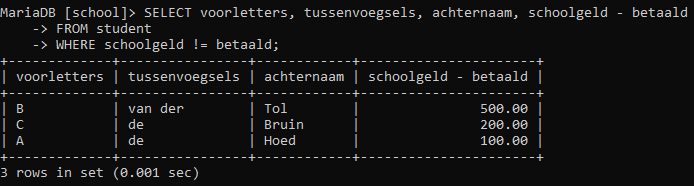 MariaDB [school]> SELECT voorletters, tussenvoegsels, achternaam, schoolgeld - betaald
    -> FROM student
    -> WHERE schoolgeld != betaald;
+-------------+----------------+------------+----------------------+
| voorletters | tussenvoegsels | achternaam | schoolgeld - betaald |
+-------------+----------------+------------+----------------------+
| B           | van der        | Tol        |               500.00 |
| C           | de             | Bruin      |               200.00 |
| A           | de             | Hoed       |               100.00 |
+-------------+----------------+------------+----------------------+
3 rows in set (0.001 sec)